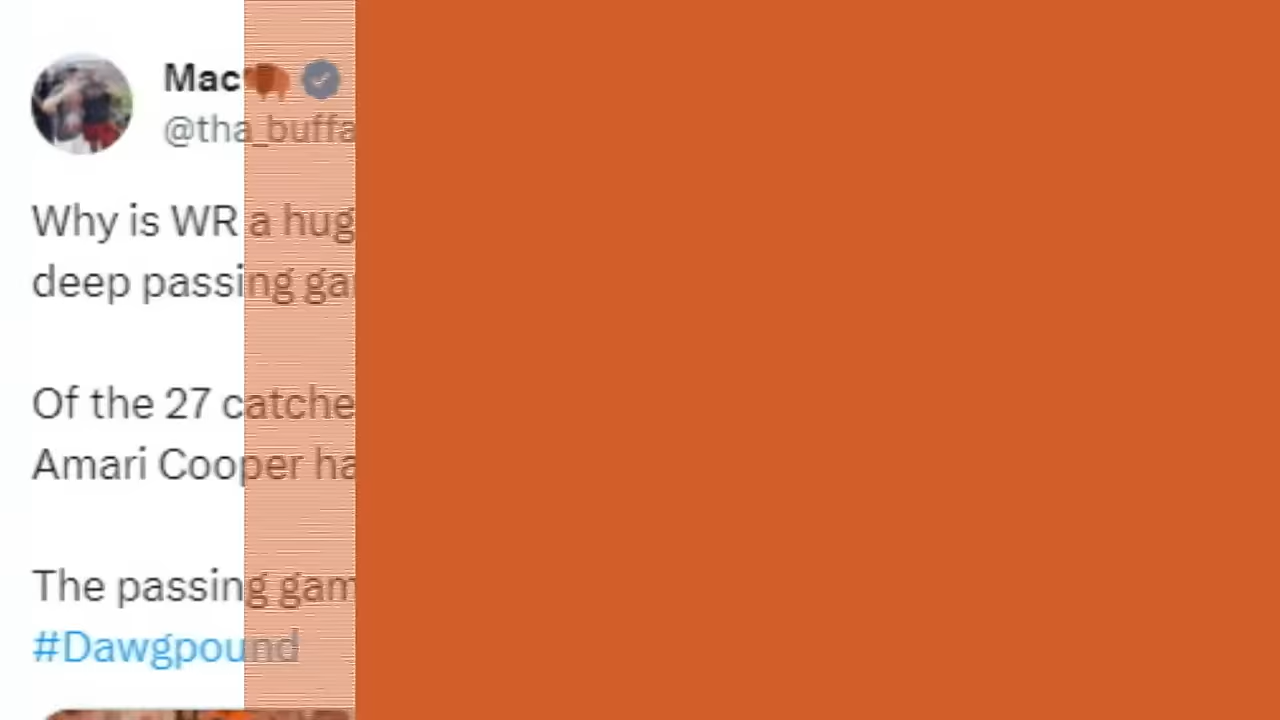 Mac
@tha_buffa
Why is WR a hug
deep passing ga
Of the 27 catche
Amari Cooper ha
The passing gam
#Dawgpound